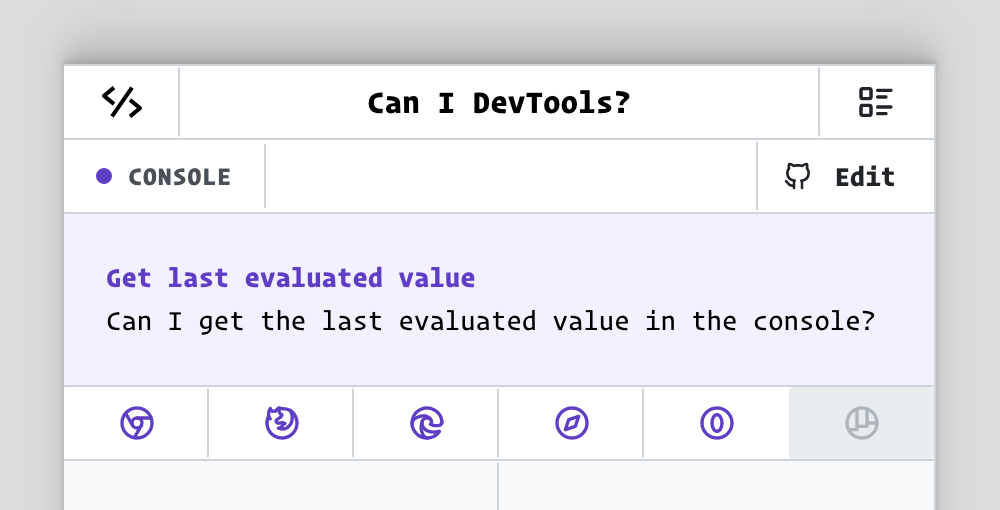 Can I DevTools?
CONSOLE
Edit
Get last evaluated value
Can I get the last evaluated value in the console?